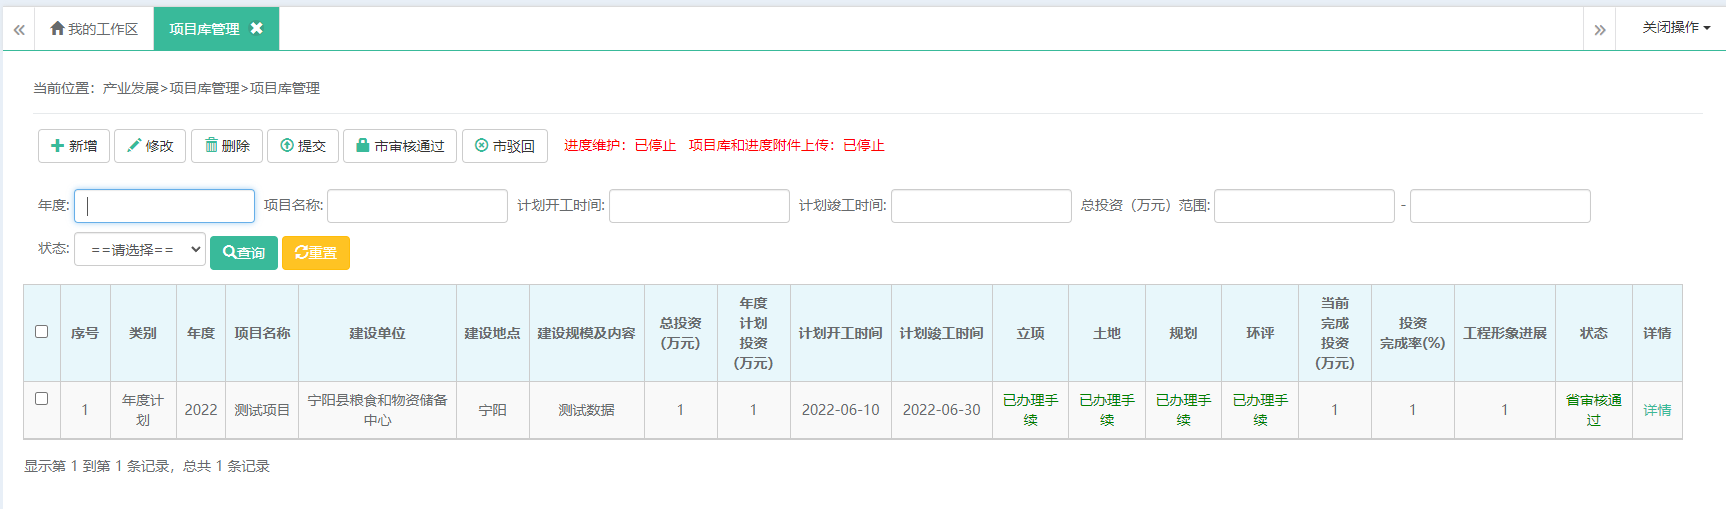 « 我的工作区 项目库管理 ✖ » 关闭操作
当前位置：产业发展>项目库管理>项目库管理
新增 修改 删除 提交 市审核通过 市驳回 进度维护：已停止 项目库和进度附件上传：已停止
年度: 项目名称: 计划开工时间: 计划竣工时间: 总投资（万元）范围: -
状态: ==请选择== 查询 重置
序号 类别 年度 项目名称 建设单位 建设地点 建设规模及内容 总投资(万元) 年度计划投资(万元) 计划开工时间 计划竣工时间 立项 土地 规划 环评 当前完成投资(万元) 投资完成率(%) 工程形象进展 状态 详情
1 年度计划 2022 测试项目 宁阳县粮食和物资储备中心 宁阳 测试数据 1 1 2022-06-10 2022-06-30 已办理手续 已办理手续 已办理手续 已办理手续 1 1 1 省审核通过 详情
显示第 1 到第 1 条记录，总共 1 条记录